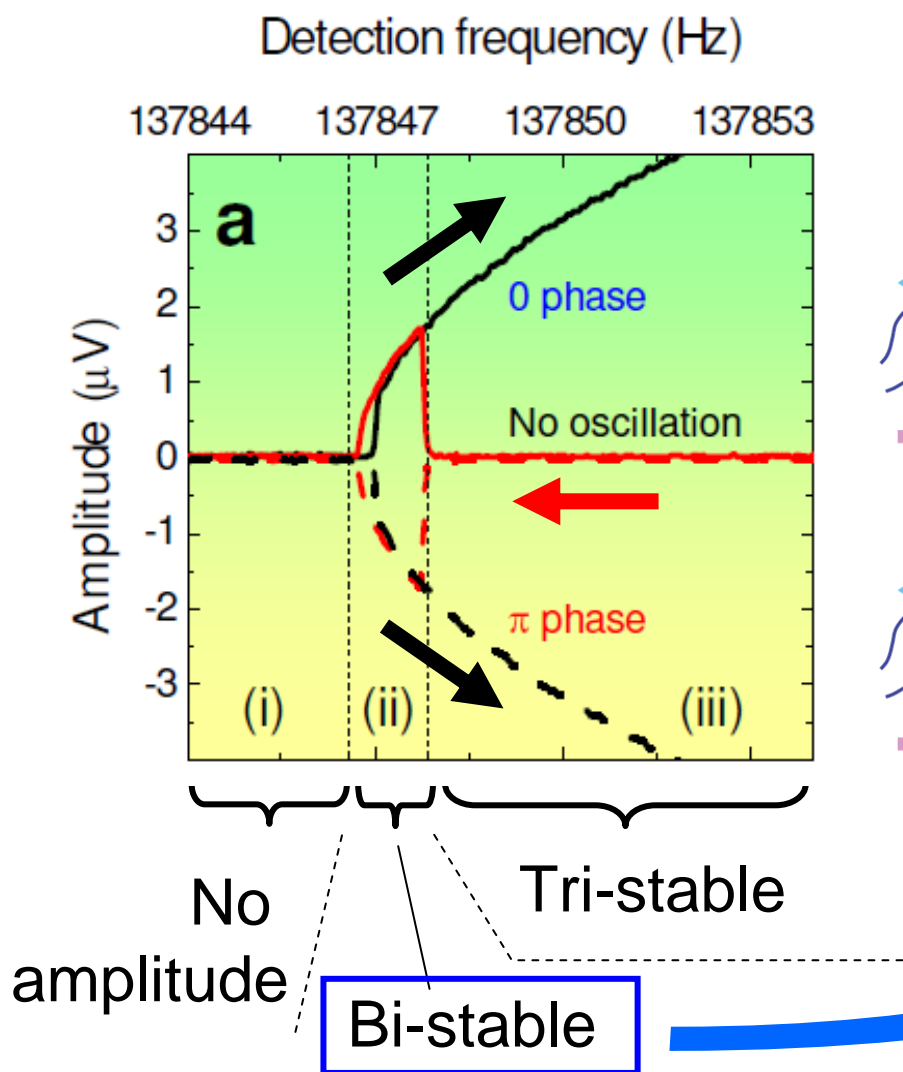 Detection frequency (Hz)
137844 137847 137850 137853
a
3
2
1
0
-1
-2
-3
Amplitude (μV)
0 phase
No oscillation
π phase
(i) (ii) (iii)
No
amplitude
Tri-stable
Bi-stable